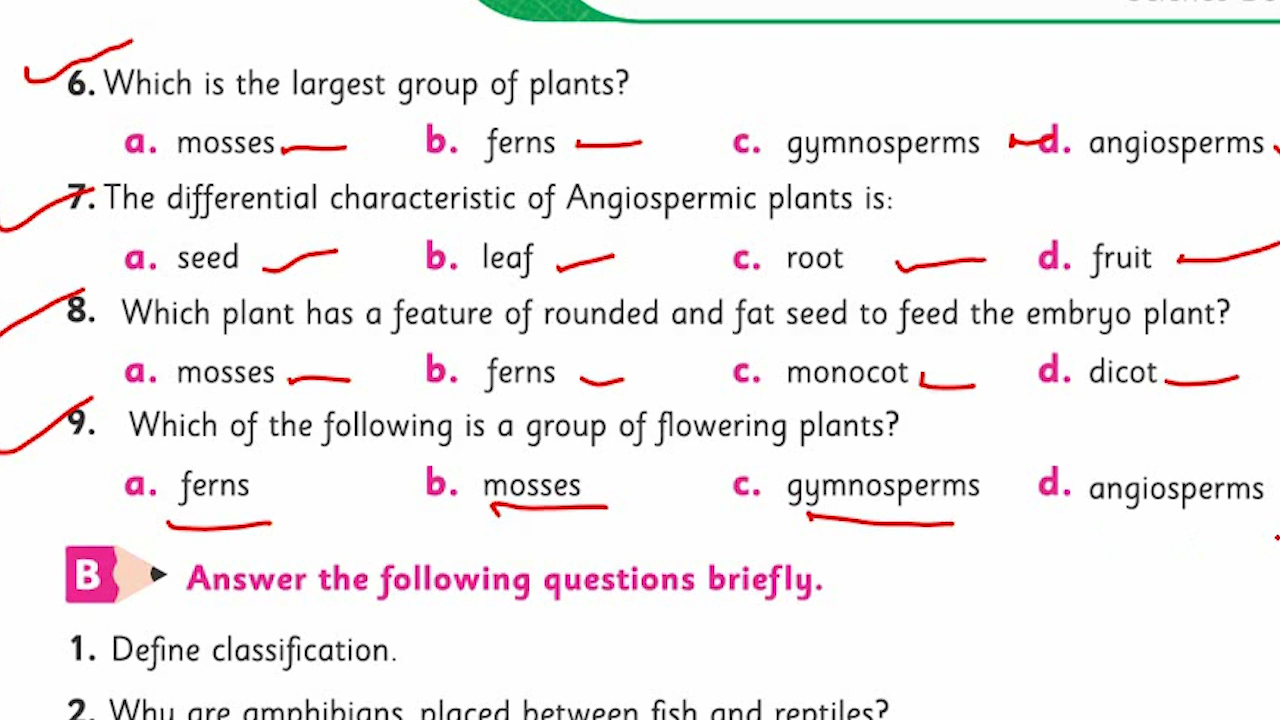 6. Which is the largest group of plants?
a. mosses b. ferns c. gymnosperms d. angiosperms
7. The differential characteristic of Angiospermic plants is:
a. seed b. leaf c. root d. fruit
8. Which plant has a feature of rounded and fat seed to feed the embryo plant?
a. mosses b. ferns c. monocot d. dicot
9. Which of the following is a group of flowering plants?
a. ferns b. mosses c. gymnosperms d. angiosperms
B Answer the following questions briefly.
1. Define classification.
2. Why are amphibians placed between fish and reptiles?